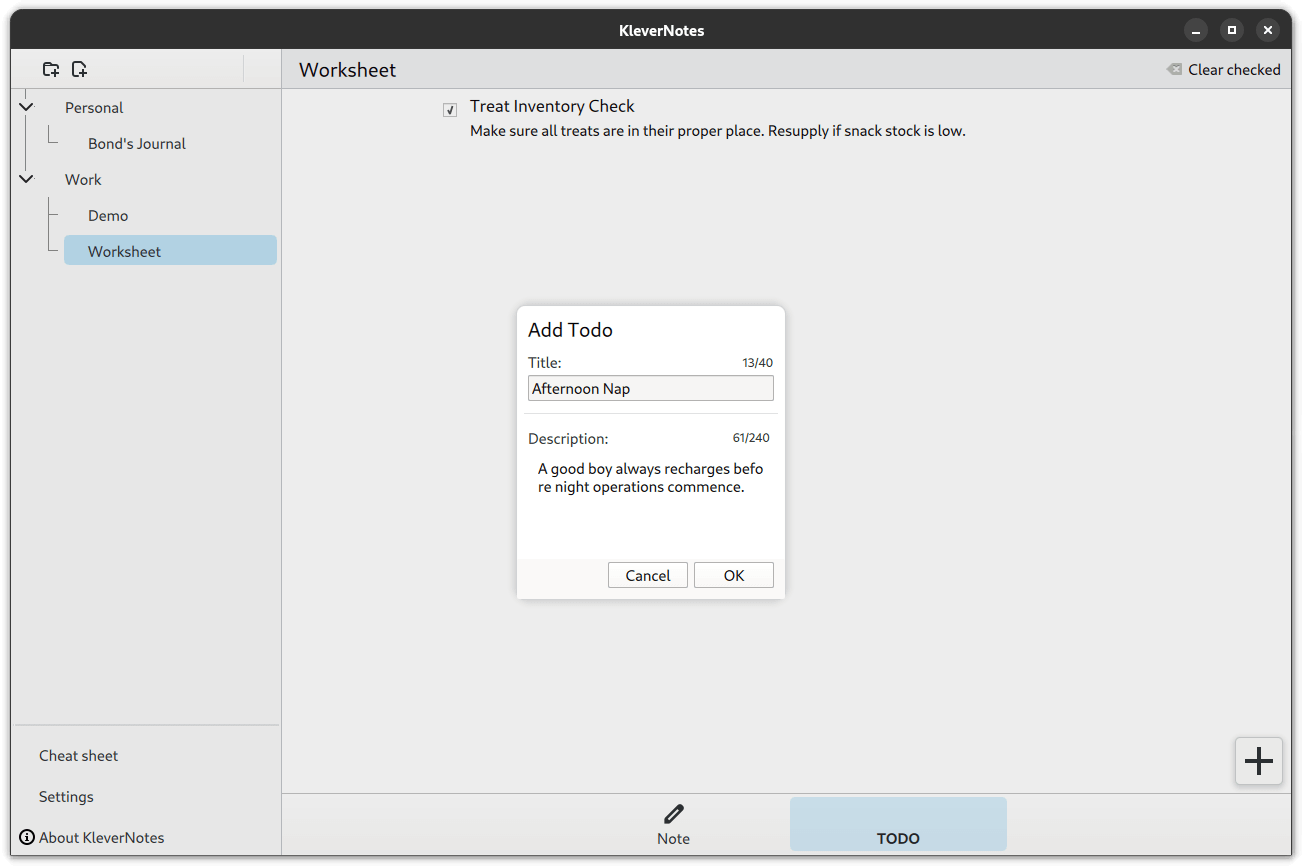 KleverNotes
Worksheet
Clear checked
Personal
Bond's Journal
Work
Demo
Worksheet
Treat Inventory Check
Make sure all treats are in their proper place. Resupply if snack stock is low.
Add Todo
Title: 13/40
Afternoon Nap
Description: 61/240
A good boy always recharges befo
re night operations commence.
Cancel OK
Cheat sheet
Settings
About KleverNotes
Note
TODO